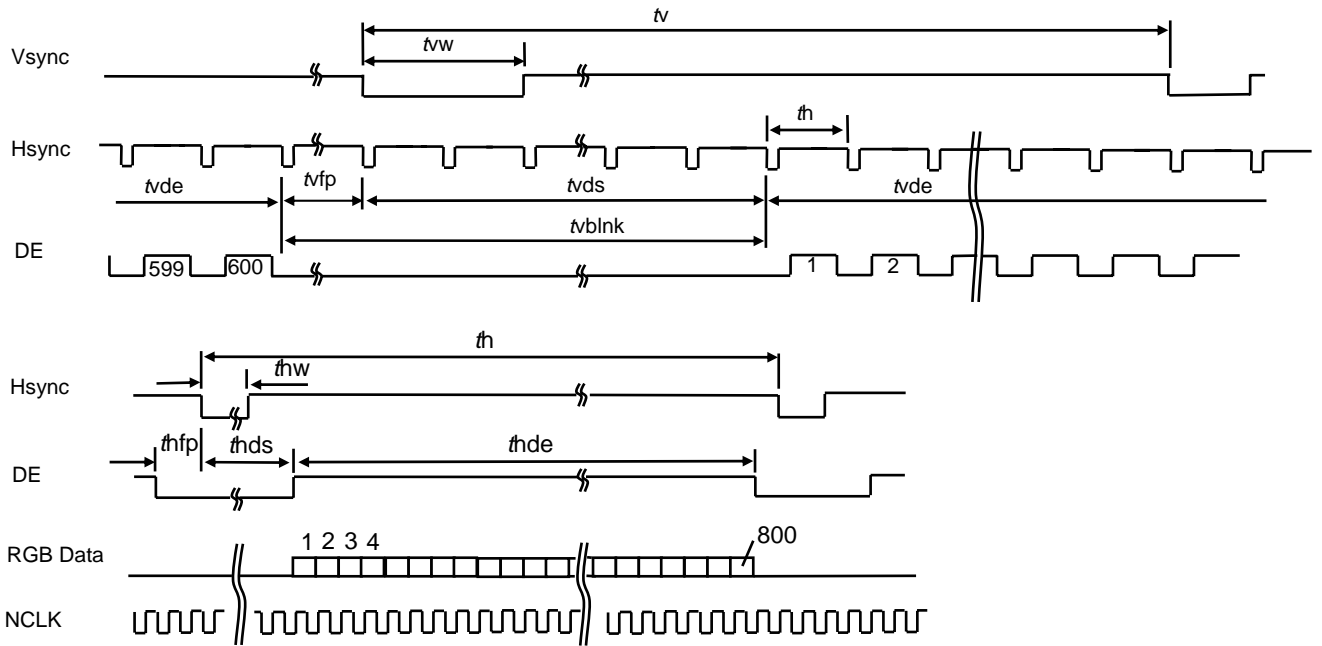 tv
tvw
Vsync
th
Hsync
tvde tvfp tvds tvde
tvblnk
DE
599 600 1 2
th
thw
Hsync
thfp thds thde
DE
1 2 3 4 800
RGB Data
NCLK